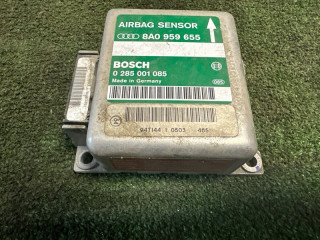 AIRBAG SENSOR
8A0 959 655
BOSCH
0 285 001 085
Made in Germany